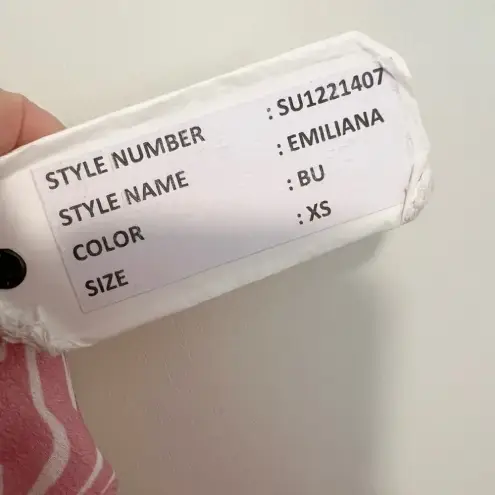 STYLE NUMBER : SU1221407
STYLE NAME : EMILIANA
COLOR : BU
SIZE : XS